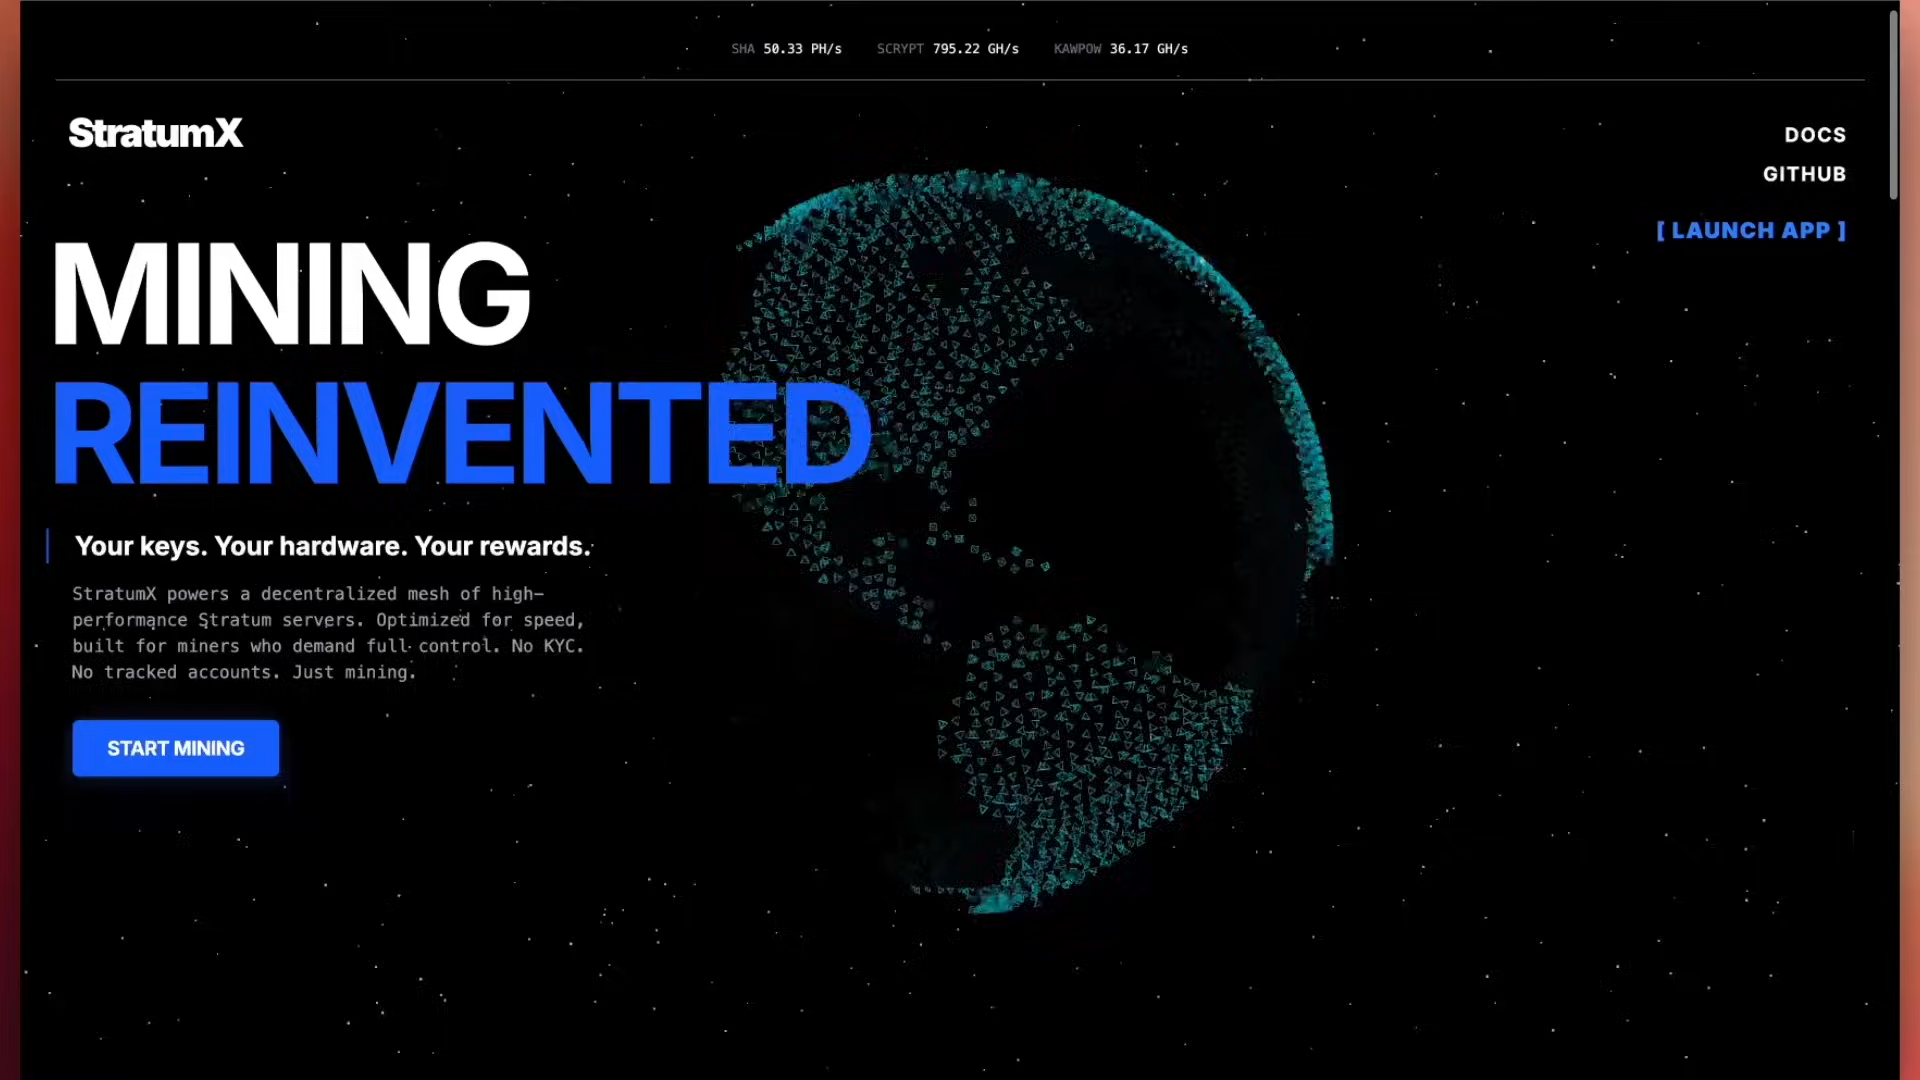 SHA 50.33 PH/s SCRYPT 795.22 GH/s KAWPOW 36.17 GH/s
StratumX
DOCS
GITHUB
[ LAUNCH APP ]
MINING
REINVENTED
Your keys. Your hardware. Your rewards.
StratumX powers a decentralized mesh of high-
performance Stratum servers. Optimized for speed,
built for miners who demand full control. No KYC.
No tracked accounts. Just mining.
START MINING